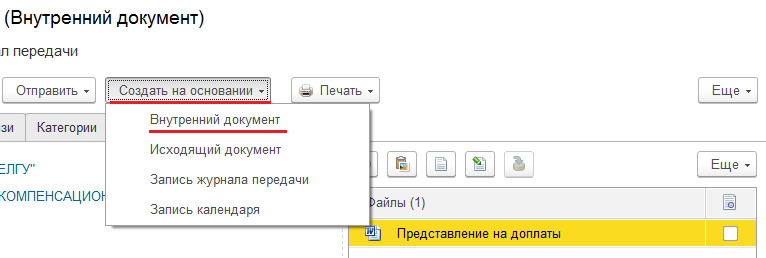 (Внутренний документ)
ал передачи
Отправить
Создать на основании
Печать
Еще
зи
Категории
Внутренний документ
Исходящий документ
Запись журнала передачи
Запись календаря
ЕЛГУ"
КОМПЕНСАЦИОН
Еще
Файлы (1)
Представление на доплаты